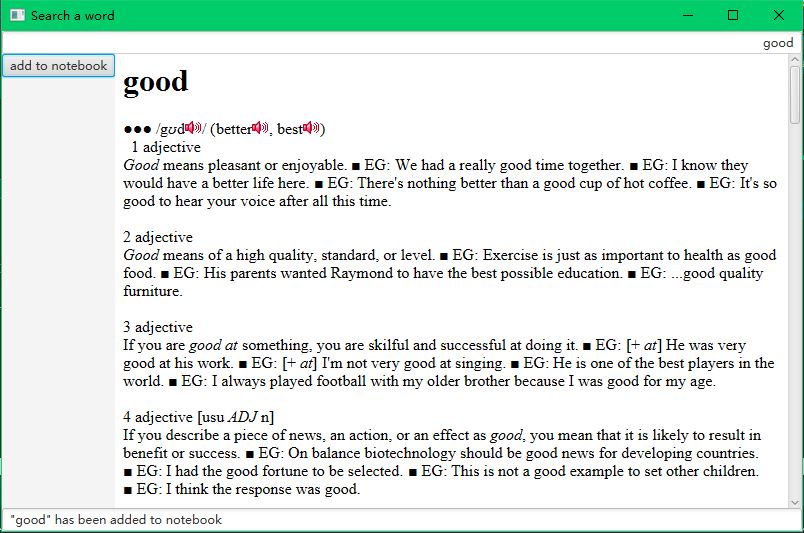 Search a word
good
add to notebook
good
●●● /gʊd/ (better, best)
1 adjective
Good means pleasant or enjoyable. ■ EG: We had a really good time together. ■ EG: I know they
would have a better life here. ■ EG: There's nothing better than a good cup of hot coffee. ■ EG: It's so
good to hear your voice after all this time.
2 adjective
Good means of a high quality, standard, or level. ■ EG: Exercise is just as important to health as good
food. ■ EG: His parents wanted Raymond to have the best possible education. ■ EG: ...good quality
furniture.
3 adjective
If you are good at something, you are skilful and successful at doing it. ■ EG: [+ at] He was very
good at his work. ■ EG: [+ at] I'm not very good at singing. ■ EG: He is one of the best players in the
world. ■ EG: I always played football with my older brother because I was good for my age.
4 adjective [usu ADJ n]
If you describe a piece of news, an action, or an effect as good, you mean that it is likely to result in
benefit or success. ■ EG: On balance biotechnology should be good news for developing countries.
■ EG: I had the good fortune to be selected. ■ EG: This is not a good example to set other children.
■ EG: I think the response was good.
"good" has been added to notebook